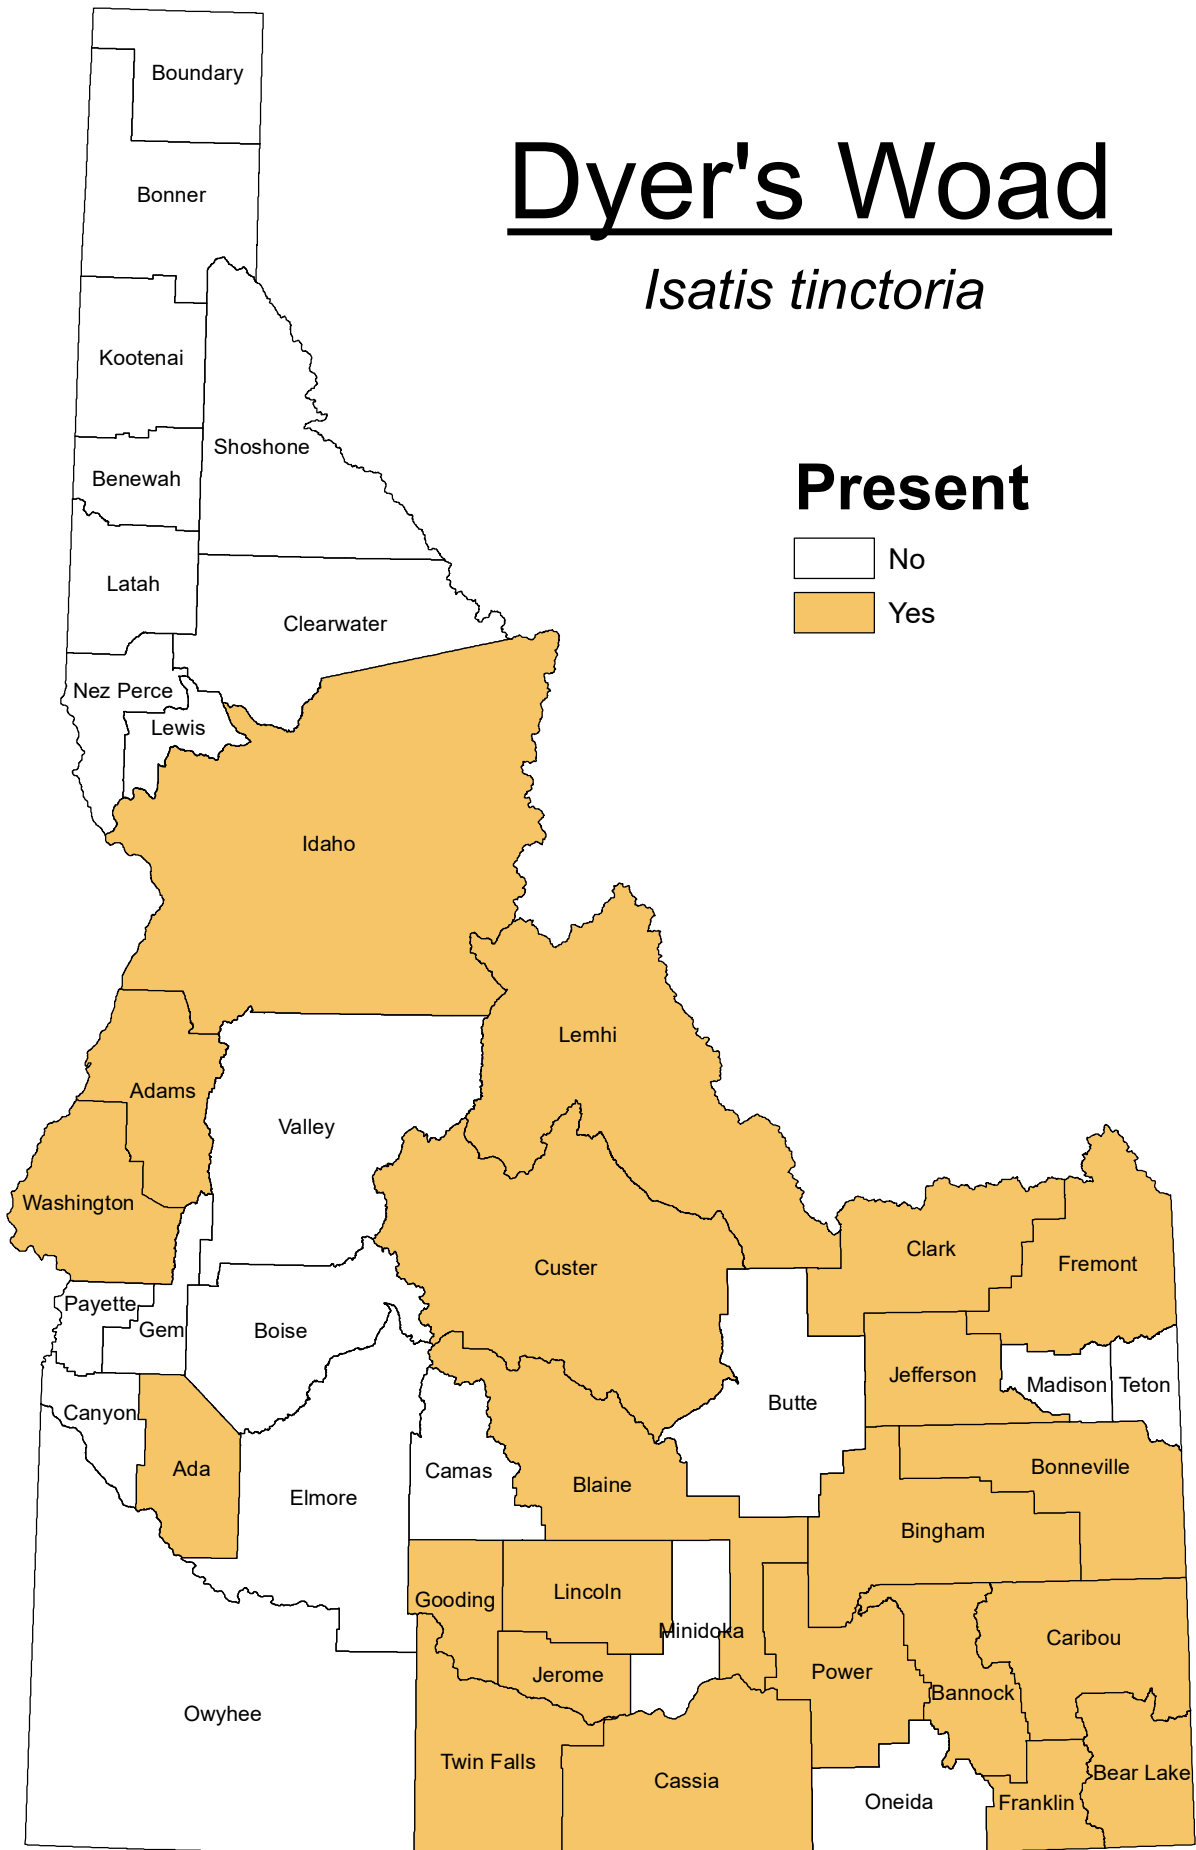 Boundary
Dyer's Woad
Bonner
Isatis tinctoria
Kootenai
Shoshone
Benewah
Present
No
Latah
Yes
Clearwater
Nez Perce
Lewis
Idaho
Lemhi
Adams
Valley
Washington
Clark
Fremont
Custer
Payette
Gem
Boise
Jefferson
Madison
Teton
Butte
Canyon
Ada
Camas
Bonneville
Blaine
Elmore
Bingham
Lincoln
Gooding
Minidoka
Caribou
Power
Jerome
Bannock
Owyhee
Twin Falls
Bear Lake
Cassia
Oneida
Franklin